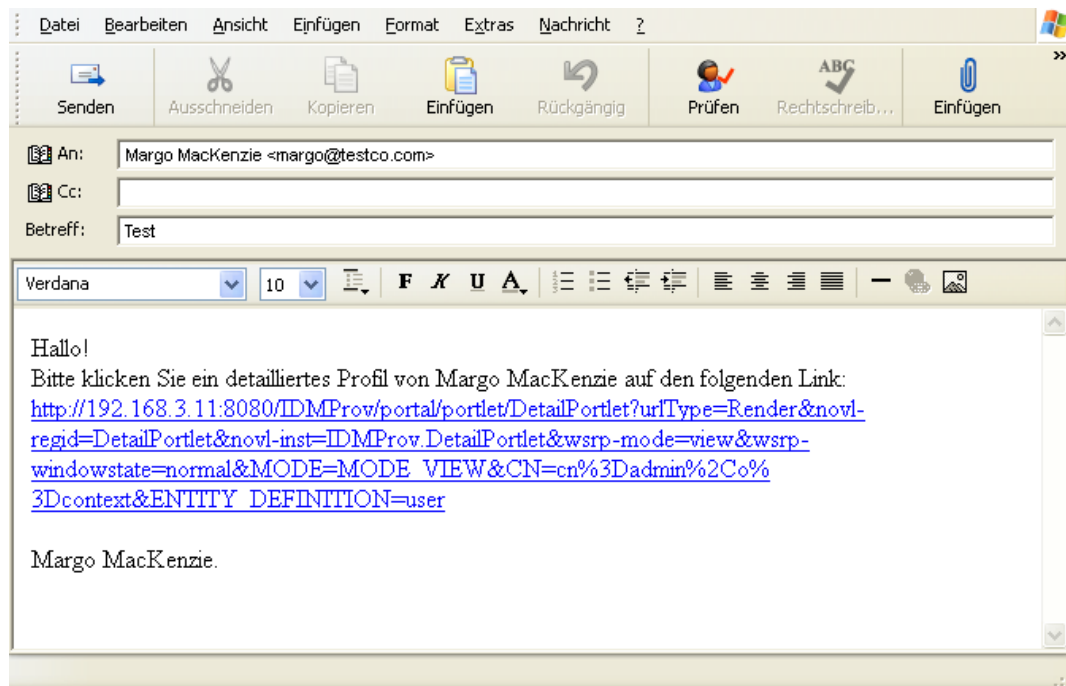 Datei Bearbeiten Ansicht Einfügen Format Extras Nachricht ?
Senden Ausschneiden Kopieren Einfügen Rückgängig Prüfen Rechtschreib... Einfügen
An: Margo MacKenzie <margo@testco.com>
Cc:
Betreff: Test
Verdana 10 F K U A
Hallo!
Bitte klicken Sie ein detailliertes Profil von Margo MacKenzie auf den folgenden Link:
http://192.168.3.11:8080/IDMProv/portal/portlet/DetailPortlet?urlType=Render&novl-
regid=DetailPortlet&novl-inst=IDMProv.DetailPortlet&wsrp-mode=view&wsrp-
windowstate=normal&MODE=MODE_VIEW&CN=cn%3Dadmin%2Co%
3Dcontext&ENTITY_DEFINITION=user
Margo MacKenzie.